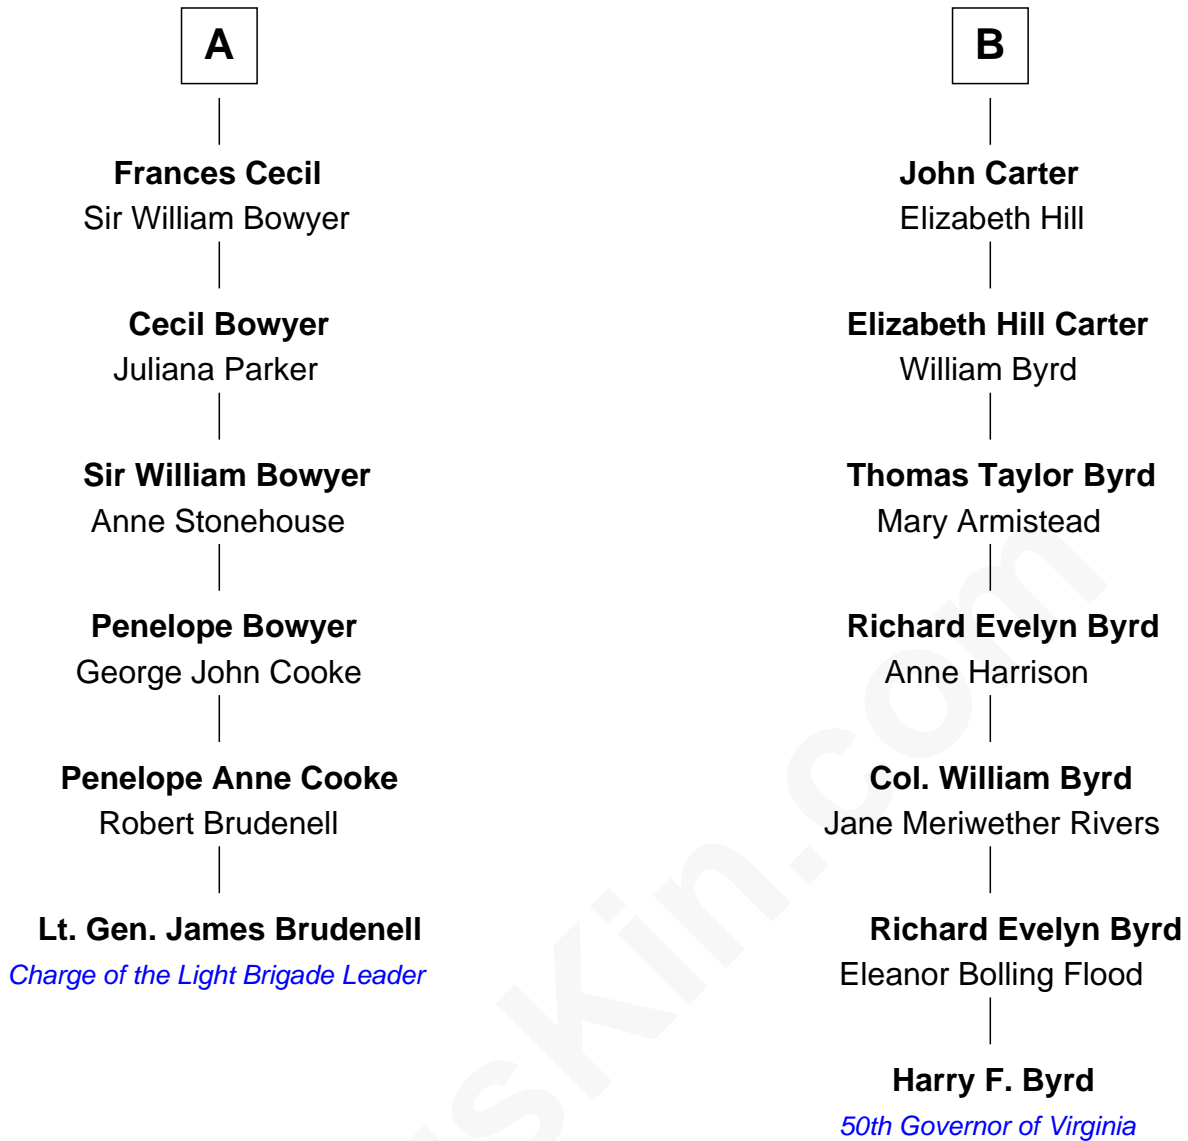 A
Frances Cecil
Sir William Bowyer
Cecil Bowyer
Juliana Parker
Sir William Bowyer
Anne Stonehouse
Penelope Bowyer
George John Cooke
Penelope Anne Cooke
Robert Brudenell
Lt. Gen. James Brudenell
Charge of the Light Brigade Leader
B
John Carter
Elizabeth Hill
Elizabeth Hill Carter
William Byrd
Thomas Taylor Byrd
Mary Armistead
Richard Evelyn Byrd
Anne Harrison
Col. William Byrd
Jane Meriwether Rivers
Richard Evelyn Byrd
Eleanor Bolling Flood
Harry F. Byrd
50th Governor of Virginia